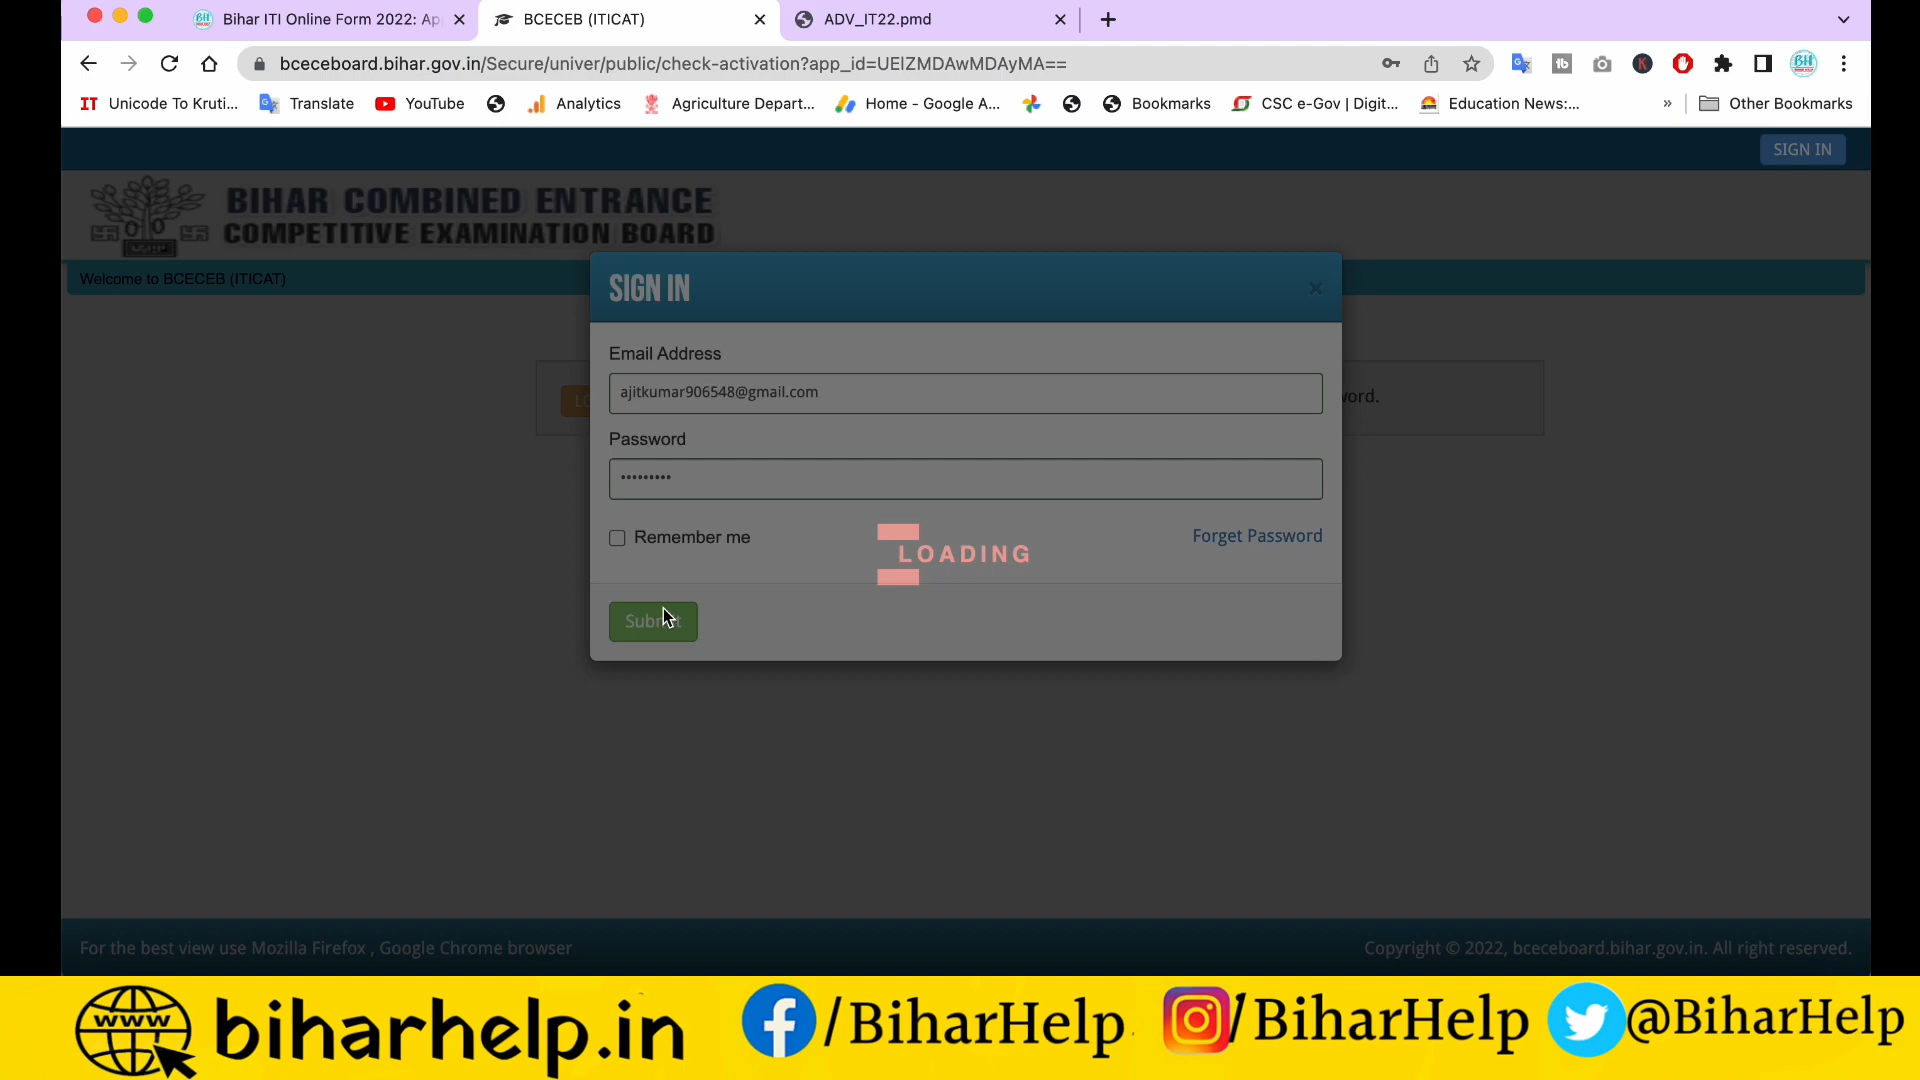 Bihar ITI Online Form 2022: Ap
BCECEB (ITICAT)
ADV_IT22.pmd
bceceboard.bihar.gov.in/Secure/univer/public/check-activation?app_id=UElZMDAwMDAyMA==
IT Unicode To Kruti...
Translate
YouTube
Analytics
Agriculture Depart...
Home - Google A...
Bookmarks
CSC e-Gov | Digit...
Education News:...
»
Other Bookmarks
SIGN IN
BIHAR COMBINED ENTRANCE
COMPETITIVE EXAMINATION BOARD
Welcome to BCECEB (ITICAT)
SIGN IN
×
Email Address
ajitkumar906548@gmail.com
Password
•••••••••
Remember me
Forget Password
LOADING
Submit
For the best view use Mozilla Firefox , Google Chrome browser
Copyright © 2022, bceceboard.bihar.gov.in. All right reserved.
www
biharhelp.in
/BiharHelp
/BiharHelp
@BiharHelp